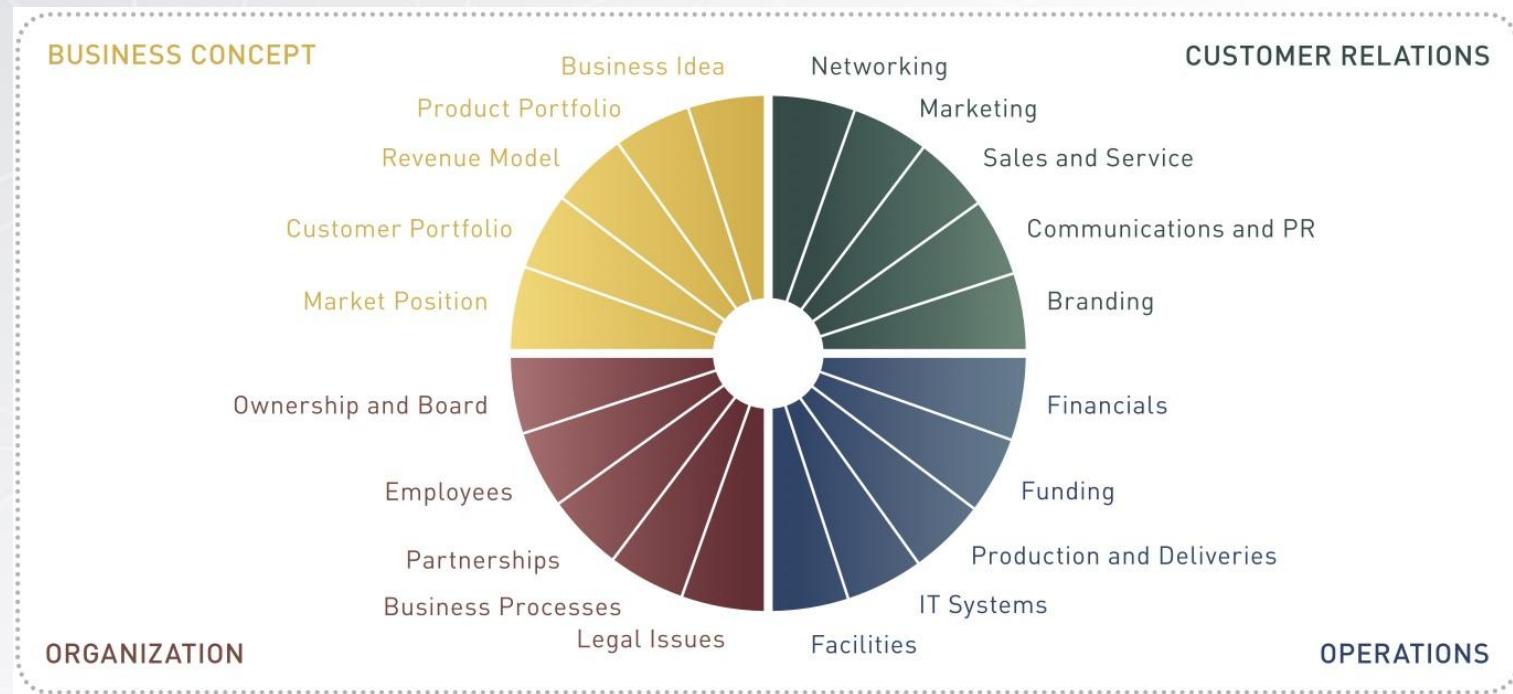 BUSINESS CONCEPT
CUSTOMER RELATIONS
Business Idea
Product Portfolio
Revenue Model
Customer Portfolio
Market Position
Networking
Marketing
Sales and Service
Communications and PR
Branding
Ownership and Board
Employees
Partnerships
Business Processes
Legal Issues
Financials
Funding
Production and Deliveries
IT Systems
Facilities
ORGANIZATION
OPERATIONS